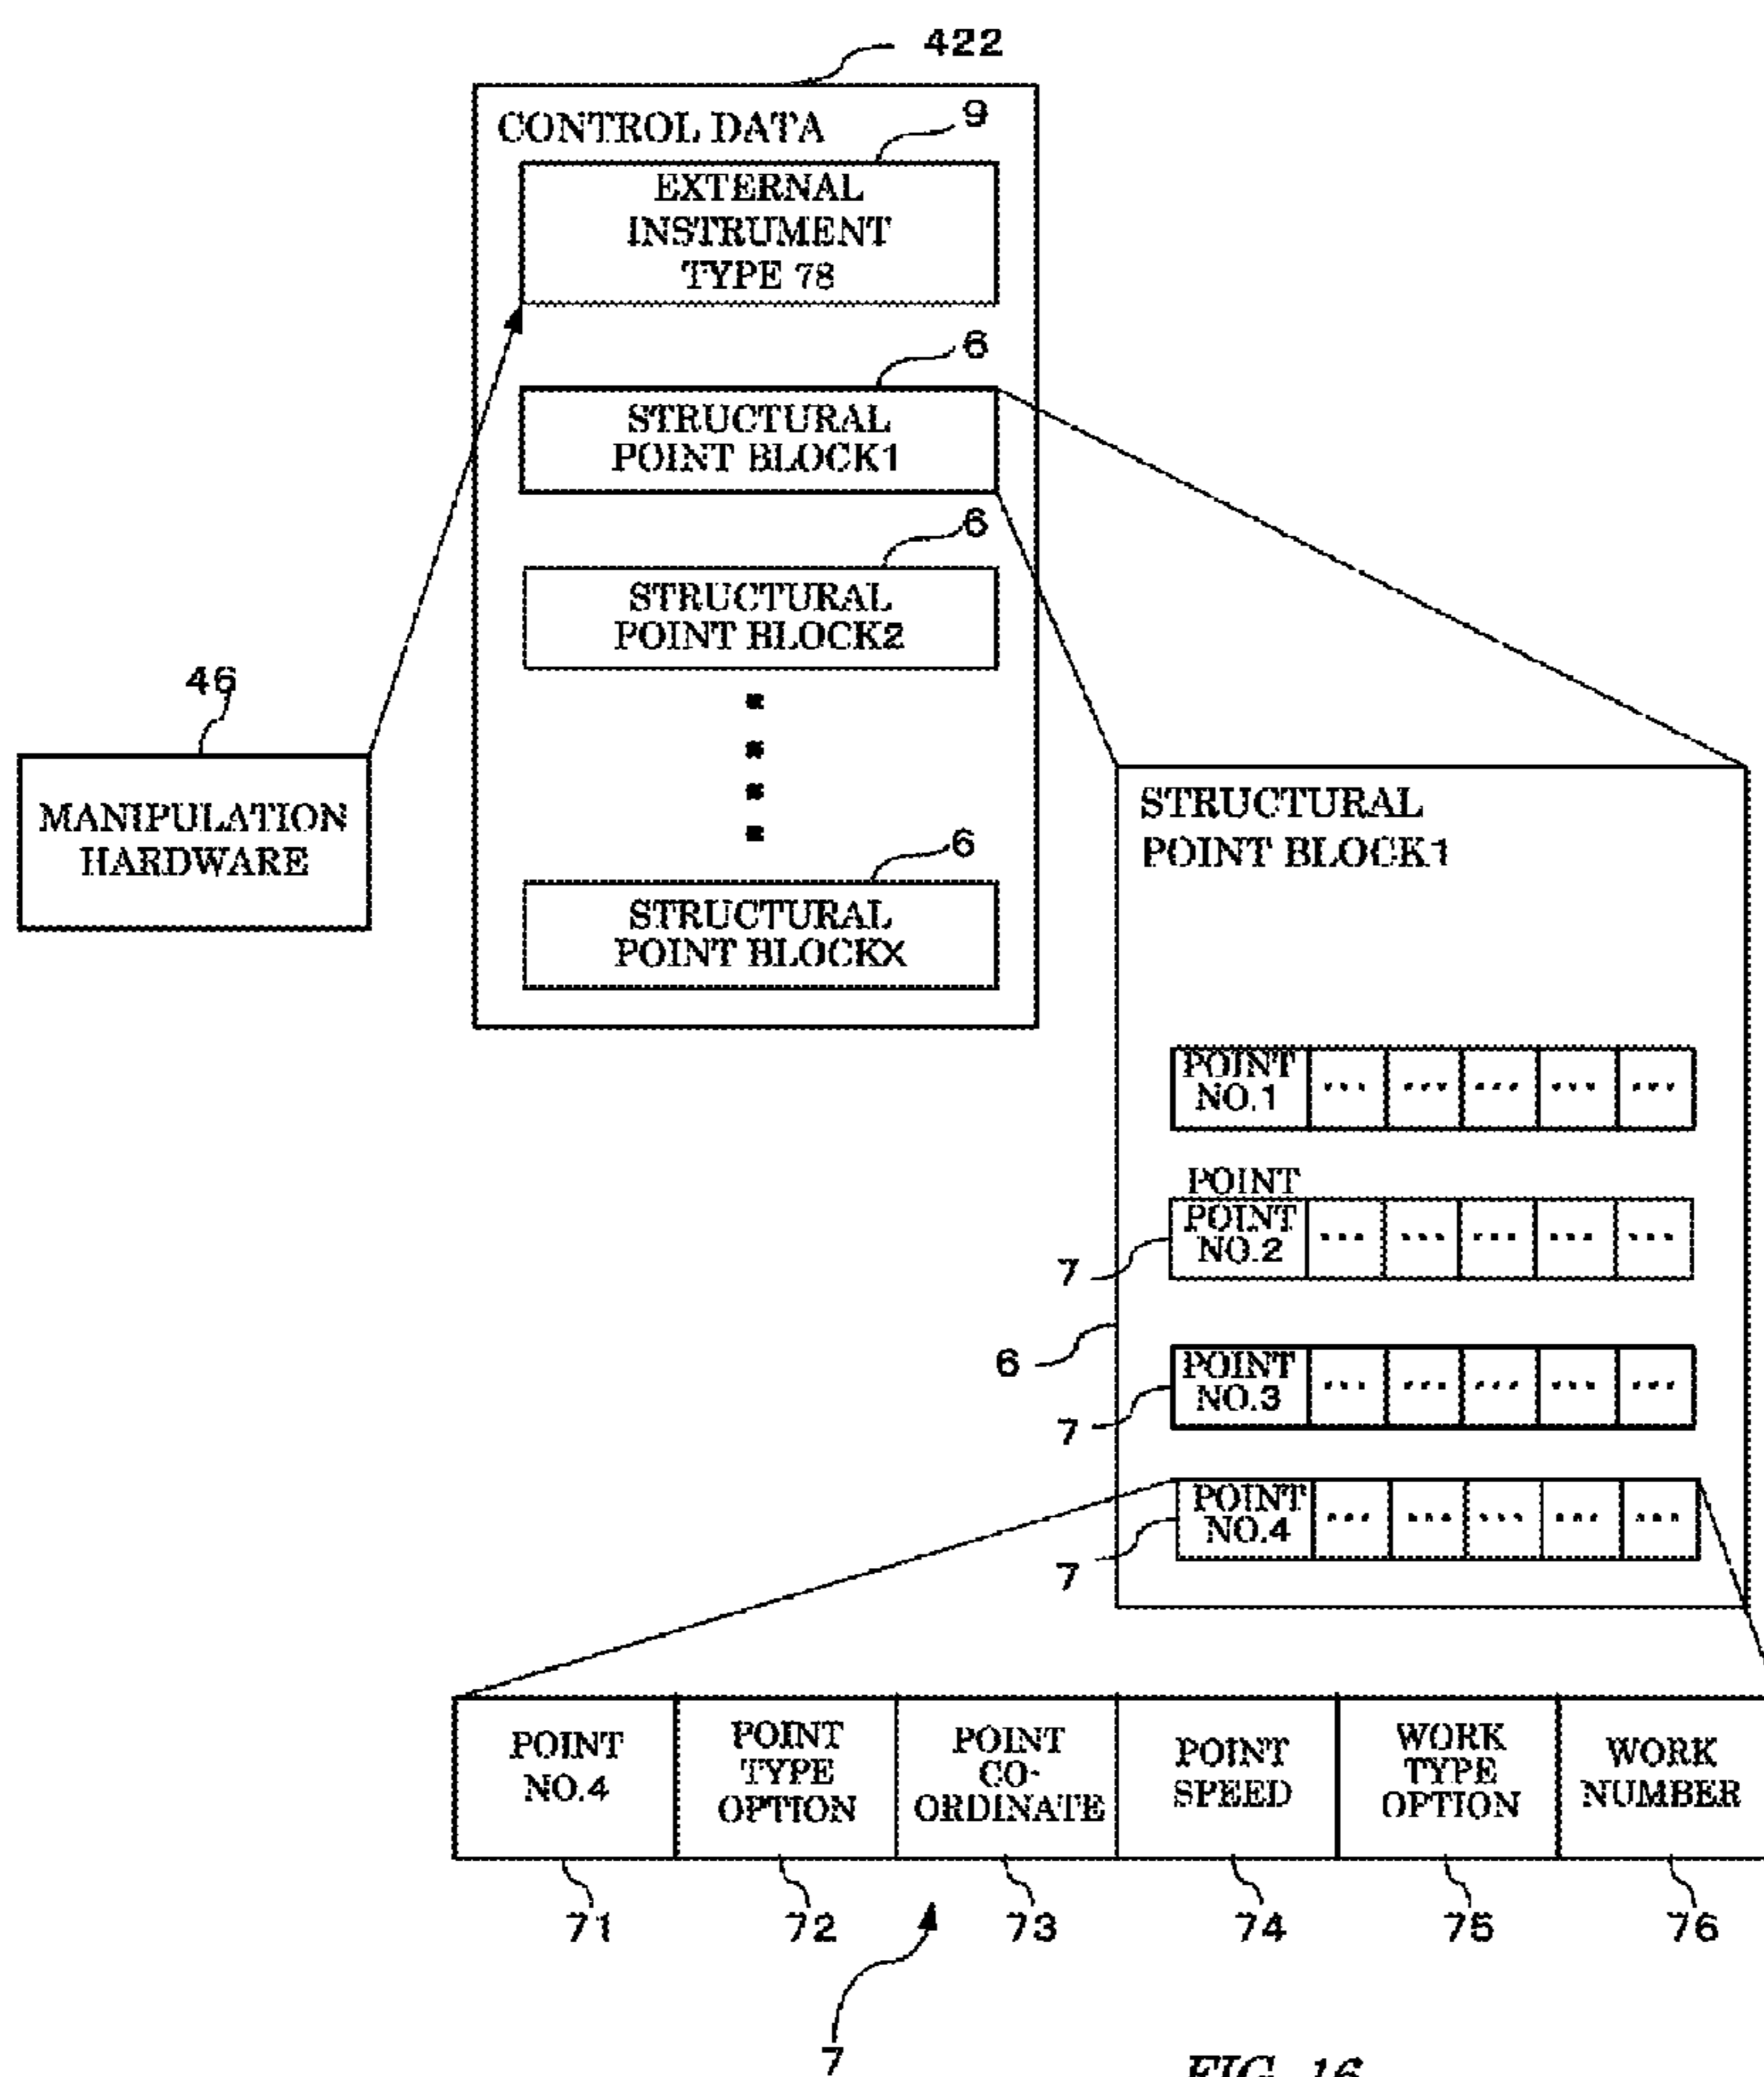 422
CONTROL DATA
9
EXTERNAL
INSTRUMENT
TYPE 78
6
STRUCTURAL
POINT BLOCK1
6
STRUCTURAL
POINT BLOCK2
6
STRUCTURAL
POINT BLOCKX
46
MANIPULATION
HARDWARE
STRUCTURAL
POINT BLOCK1
POINT
NO.1
... ... ... ... ...
POINT
POINT
NO.2
... ... ... ... ...
7
6
POINT
NO.3
... ... ... ... ...
7
POINT
NO.4
... ... ... ... ...
7
POINT
NO.4
POINT
TYPE
OPTION
POINT
CO-
ORDINATE
POINT
SPEED
WORK
TYPE
OPTION
WORK
NUMBER
71
72
73
74
75
76
7
FIG. 16